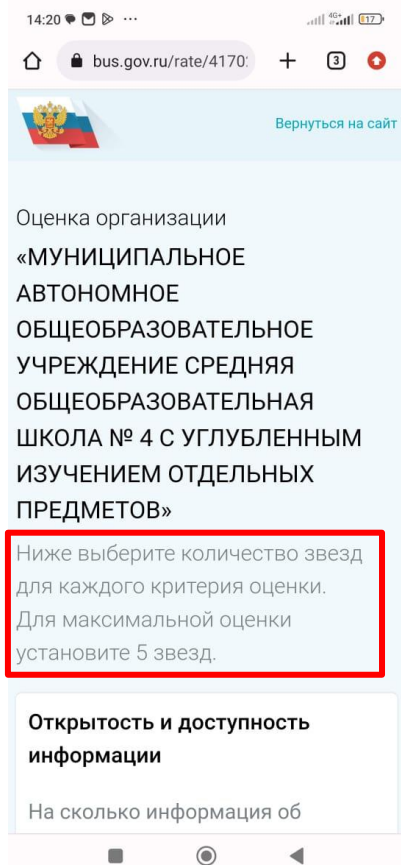 14:20
4G+
17
bus.gov.ru/rate/4170
3
Вернуться на сайт
Оценка организации
«МУНИЦИПАЛЬНОЕ
АВТОНОМНОЕ
ОБЩЕОБРАЗОВАТЕЛЬНОЕ
УЧРЕЖДЕНИЕ СРЕДНЯЯ
ОБЩЕОБРАЗОВАТЕЛЬНАЯ
ШКОЛА № 4 С УГЛУБЛЕННЫМ
ИЗУЧЕНИЕМ ОТДЕЛЬНЫХ
ПРЕДМЕТОВ»
Ниже выберите количество звезд
для каждого критерия оценки.
Для максимальной оценки
установите 5 звезд.
Открытость и доступность
информации
На сколько информация об